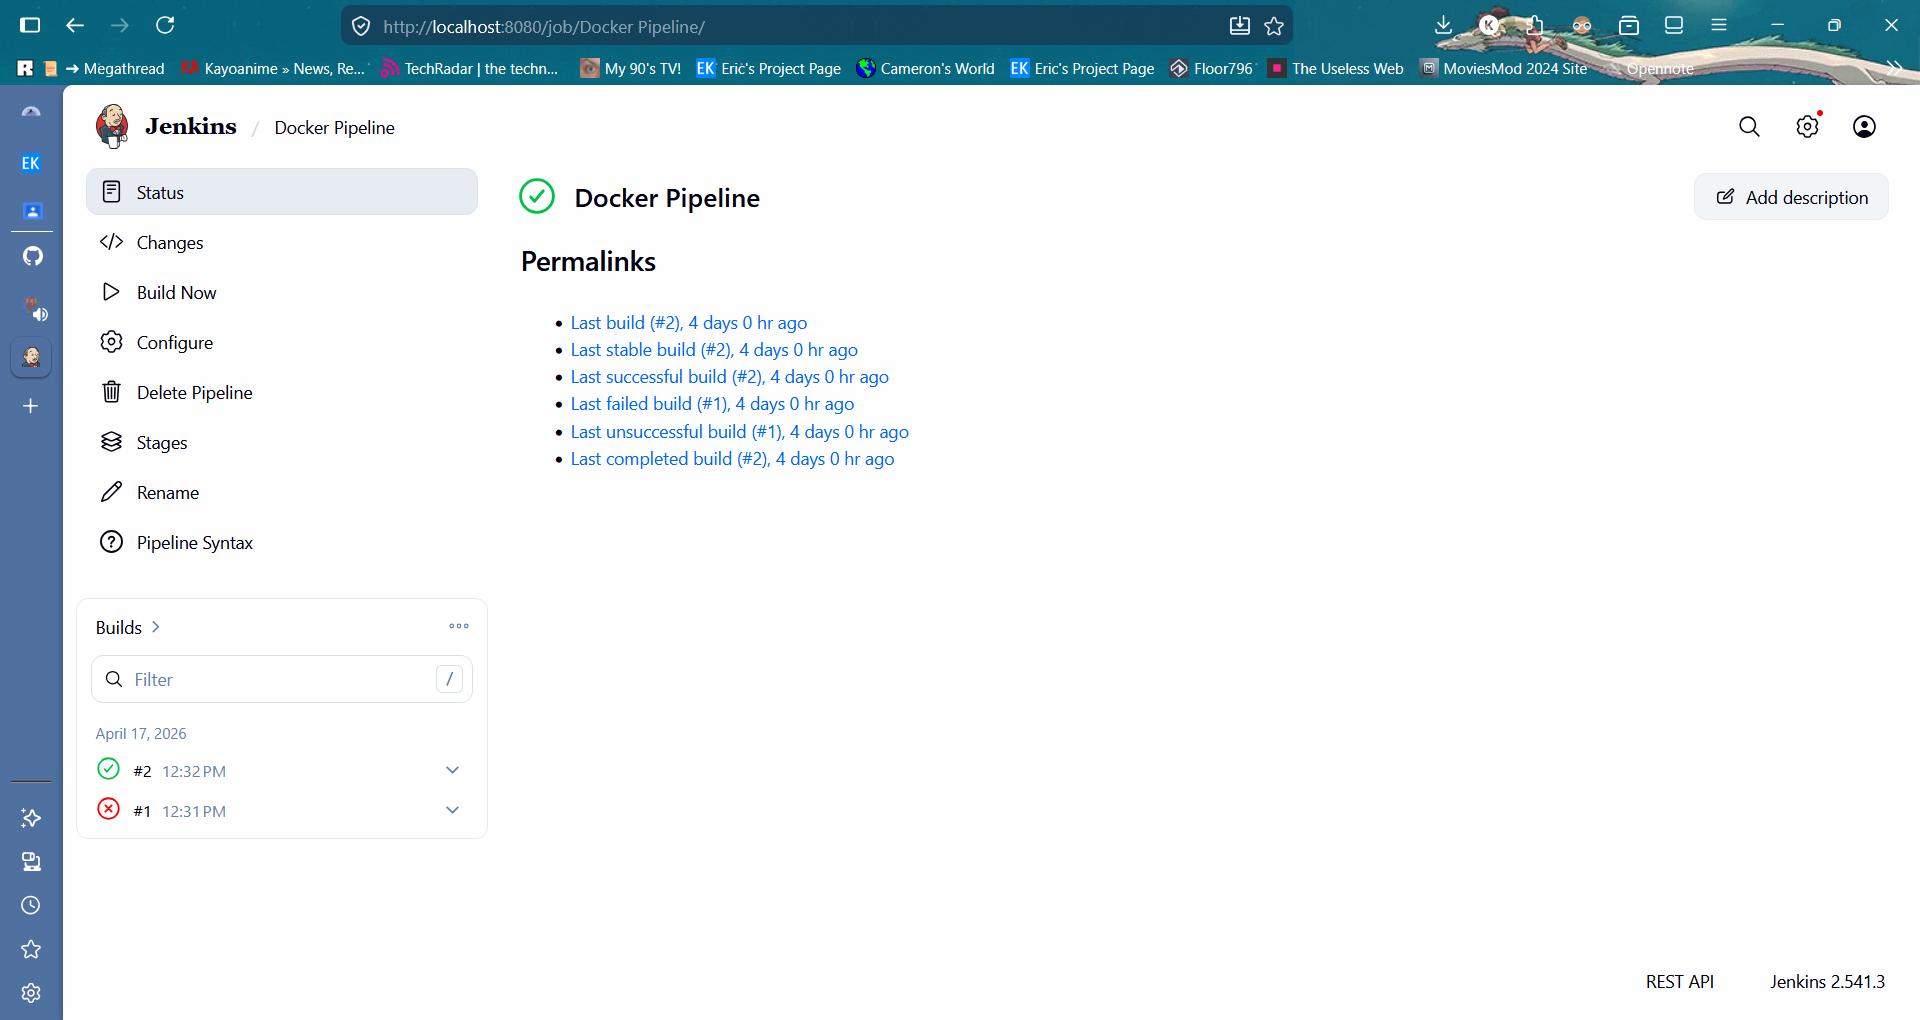 http://localhost:8080/job/Docker Pipeline/
K
R → Megathread KA Kayoanime » News, Re... TechRadar | the techn... My 90's TV! EK Eric's Project Page Cameron's World EK Eric's Project Page Floor796 The Useless Web M MoviesMod 2024 Site Opennote
EK
Jenkins / Docker Pipeline
Status
Changes
Build Now
Configure
Delete Pipeline
Stages
Rename
Pipeline Syntax
Builds
Filter /
April 17, 2026
#2 12:32 PM
#1 12:31 PM
Docker Pipeline
Add description
Permalinks
• Last build (#2), 4 days 0 hr ago
• Last stable build (#2), 4 days 0 hr ago
• Last successful build (#2), 4 days 0 hr ago
• Last failed build (#1), 4 days 0 hr ago
• Last unsuccessful build (#1), 4 days 0 hr ago
• Last completed build (#2), 4 days 0 hr ago
REST API Jenkins 2.541.3